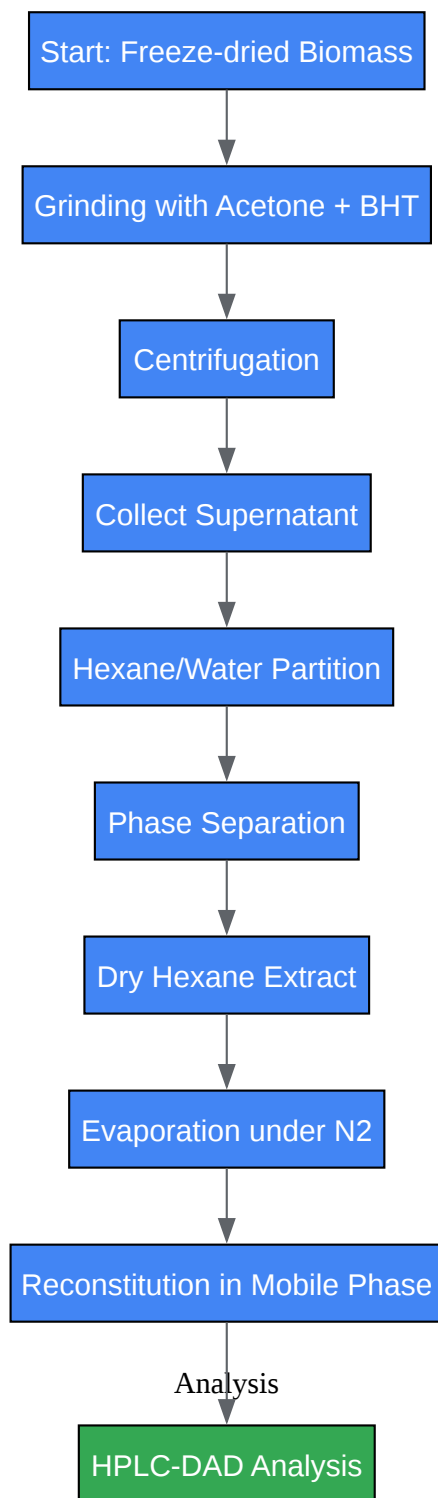 Start: Freeze-dried Biomass
Grinding with Acetone + BHT
Centrifugation
Collect Supernatant
Hexane/Water Partition
Phase Separation
Dry Hexane Extract
Evaporation under N2
Reconstitution in Mobile Phase
Analysis
HPLC-DAD Analysis